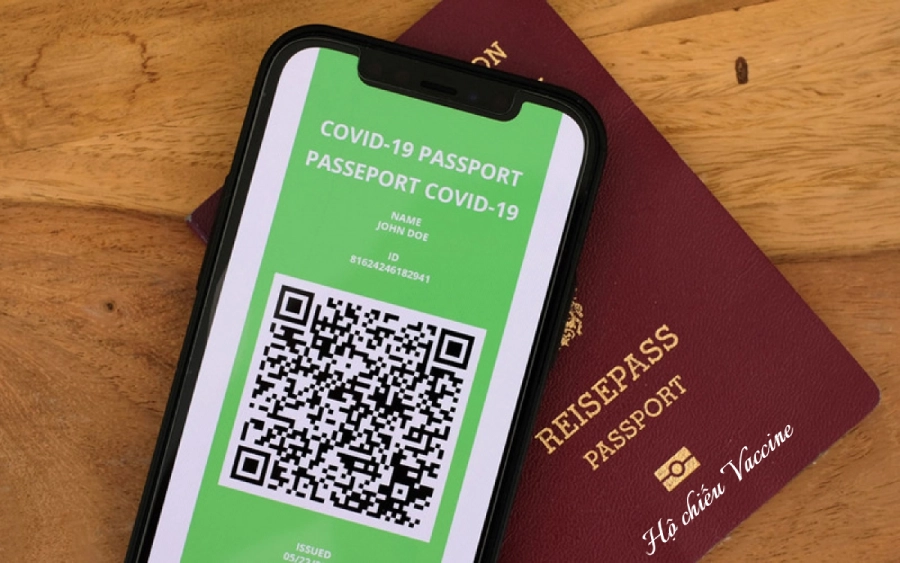 COVID-19 PASSPORT
PASSEPORT COVID-19
NAME
JOHN DOE
ID
81624246182941
ISSUED
REISEPASS
PASSPORT
Hộ chiếu Vaccine